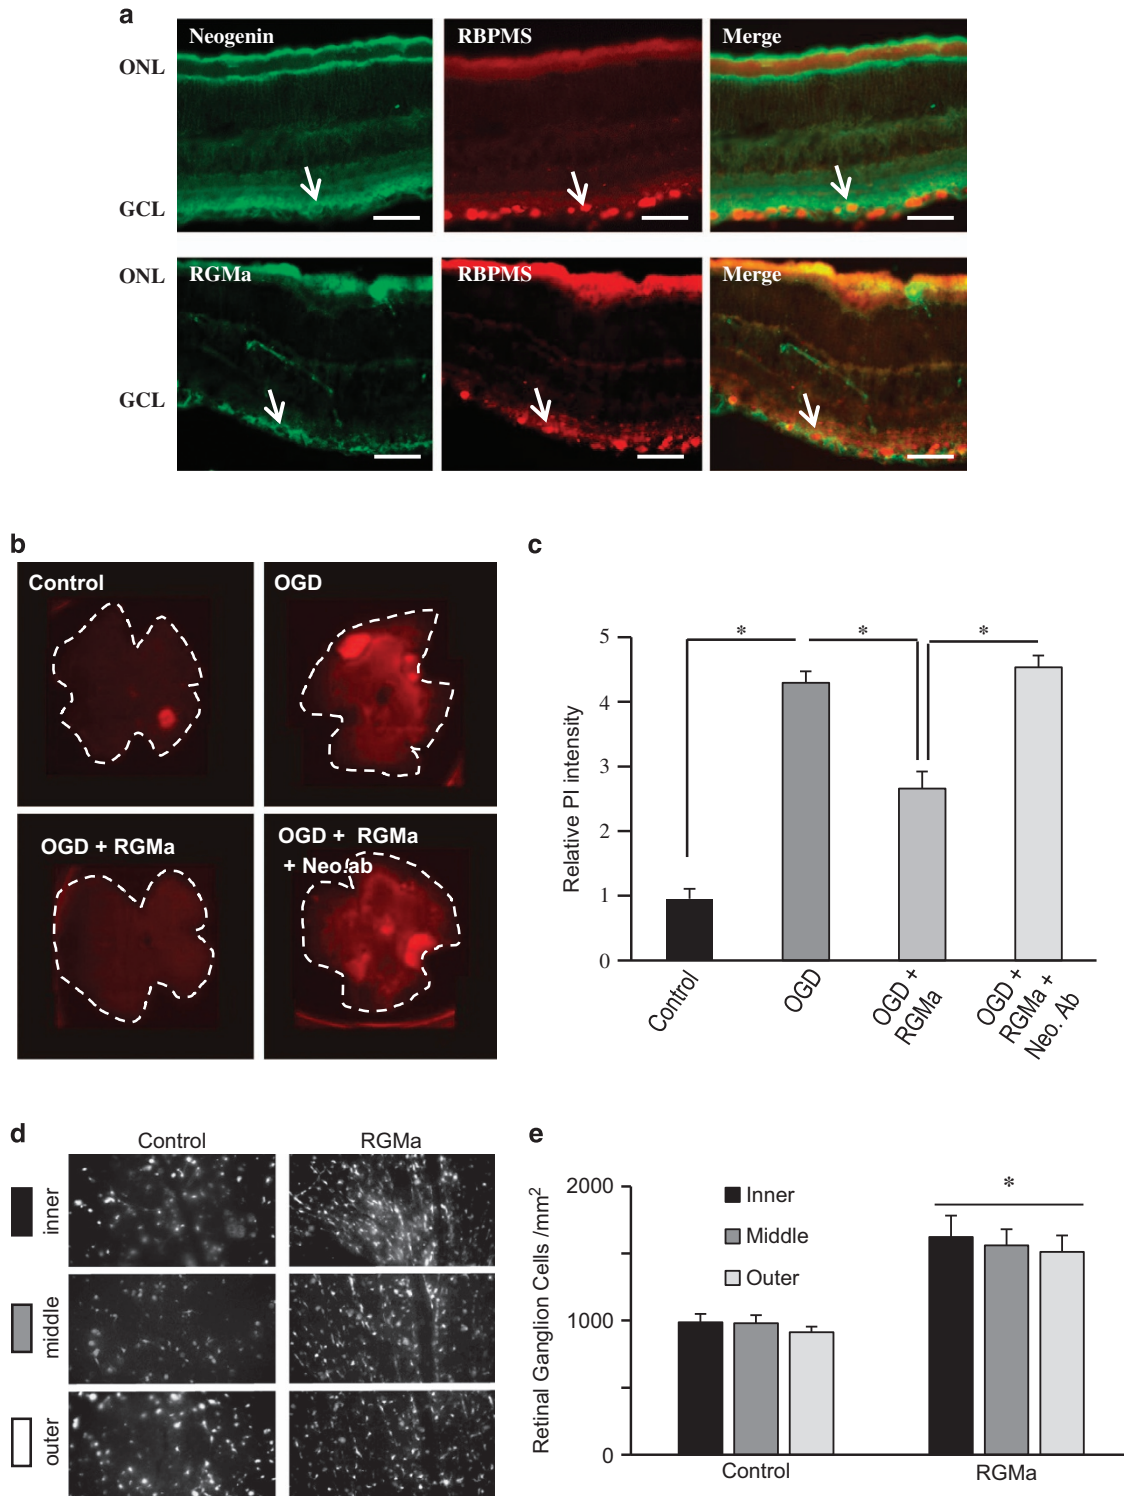 a
Neogenin
RBPMS
Merge
ONL
GCL
RGMa
RBPMS
Merge
ONL
GCL
b
Control
OGD
OGD + RGMa
OGD + RGMa
+ Neo.ab
c
Relative PI intensity
5
4
3
2
1
0
*
*
*
Control
OGD
OGD +
RGMa
OGD +
RGMa +
Neo. Ab
d
Control
RGMa
inner
middle
outer
e
Retinal Ganglion Cells /mm²
2000
1000
0
Inner
Middle
Outer
*
Control
RGMa